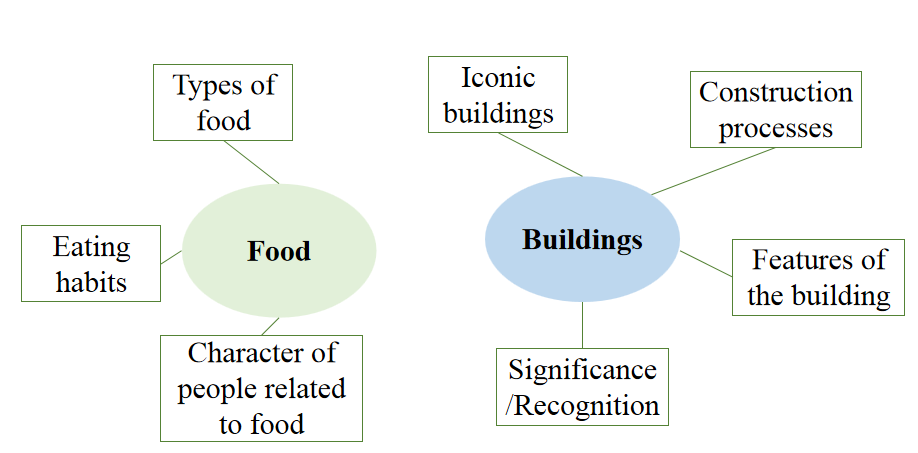 Types of
food
Eating
habits
Food
Character of
people related
to food
Iconic
buildings
Construction
processes
Buildings
Features of
the building
Significance
/Recognition